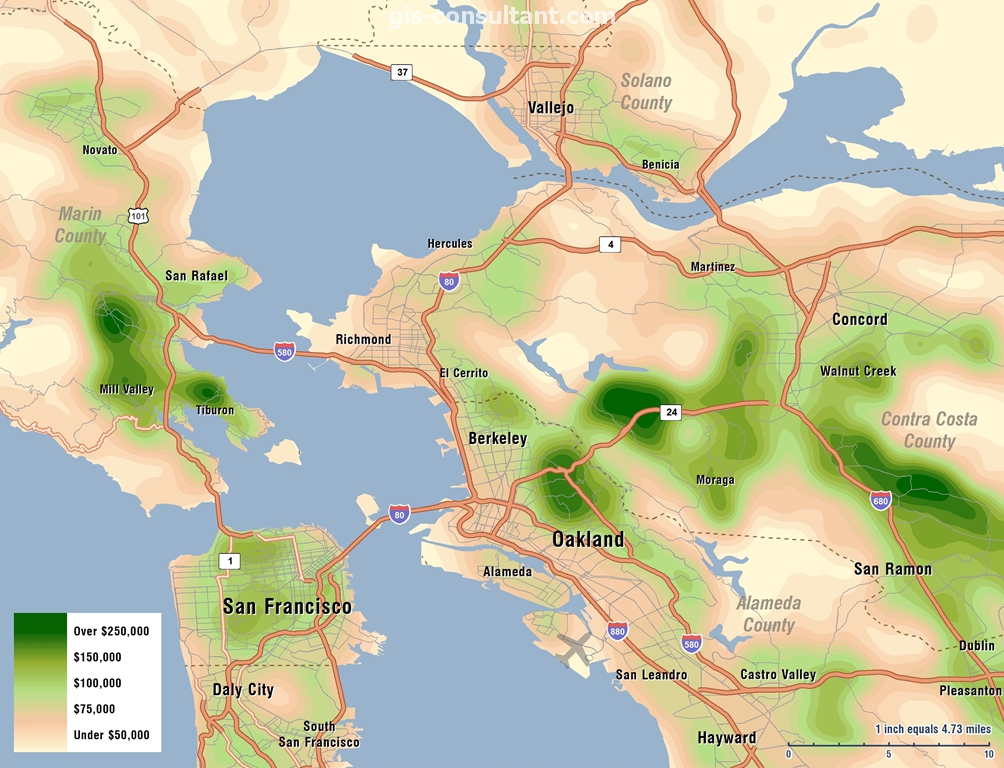 gis-consultant.com
37
Solano
County
Vallejo
Novato
Benicia
Marin
County
101
Hercules
4
San Rafael
Martinez
80
Concord
Richmond
580
El Cerrito
Walnut Creek
Mill Valley
Tiburon
24
Contra Costa
County
Berkeley
Moraga
680
80
Oakland
1
Alameda
San Ramon
San Francisco
Alameda
County
880
580
Over $250,000
$150,000
$100,000
$75,000
Under $50,000
Dublin
San Leandro
Castro Valley
Daly City
Pleasanton
South
San Francisco
Hayward
1 inch equals 4.73 miles
0 5 10